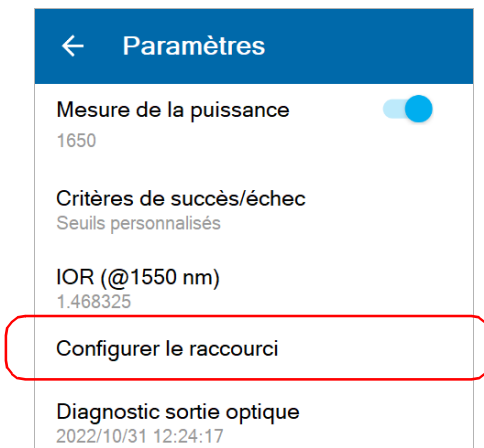 Paramètres
Mesure de la puissance
1650
Critères de succès/échec
Seuils personnalisés
IOR (@1550 nm)
1.468325
Configurer le raccourci
Diagnostic sortie optique
2022/10/31 12:24:17